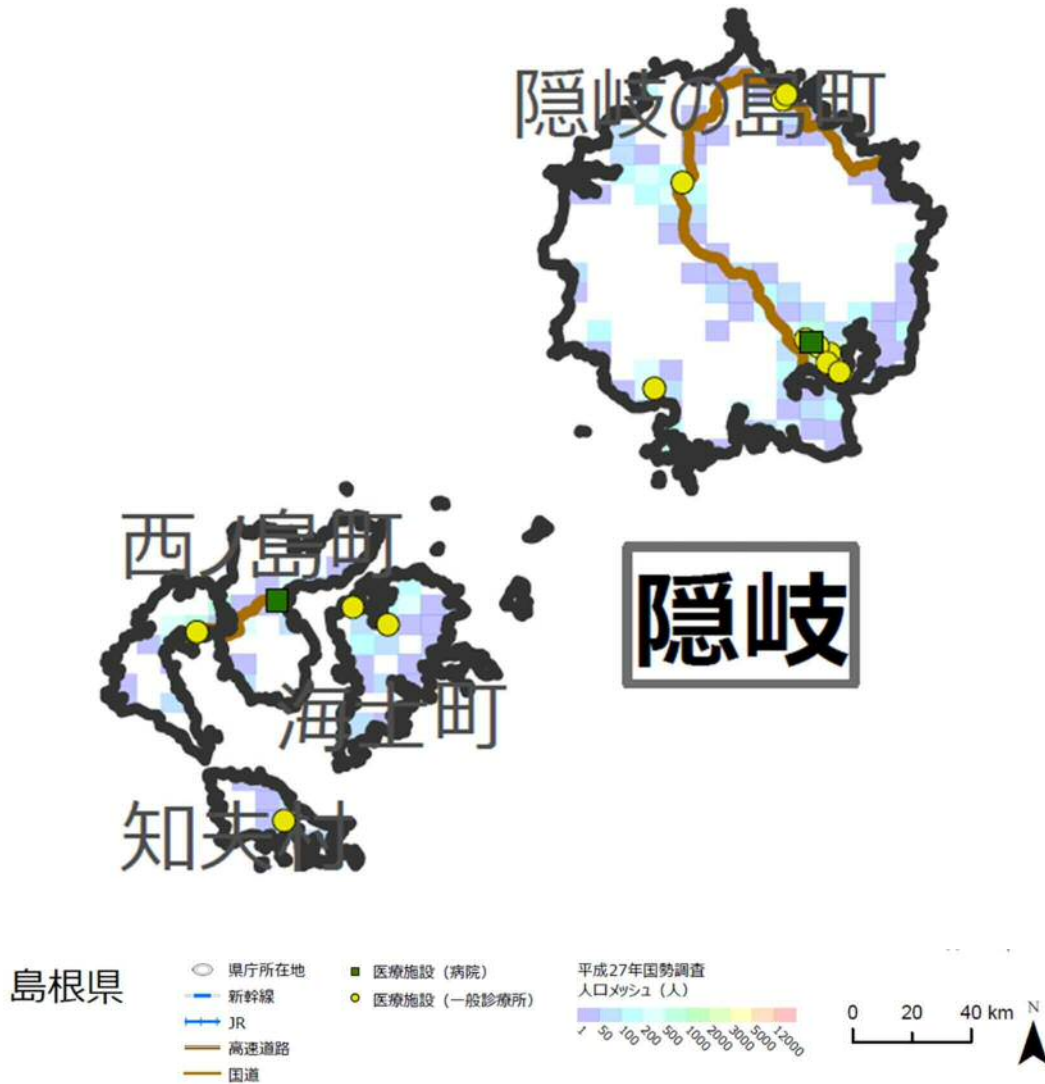 隠岐の島町
西ノ島町
隠岐
海士町
知夫村
島根県
県庁所在地
新幹線
JR
高速道路
国道
医療施設（病院）
医療施設（一般診療所）
平成27年国勢調査
人口メッシュ（人）
1 50 100 200 500 1000 2000 3000 5000 12000
0 20 40 km
N